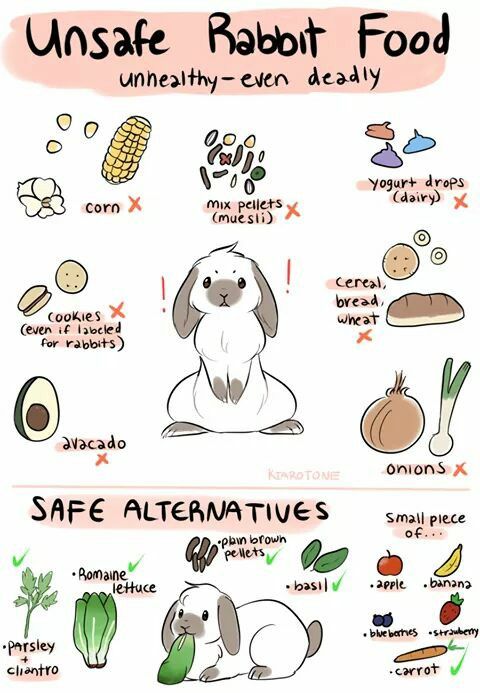 Unsafe Rabbit Food
unhealthy-even deadly
corn
mix pellets
(muesli)
yogurt drops
(dairy)
cookies
(even if labeled
for rabbits)
cereal,
bread,
wheat
avacado
onions
KIAROTONE
SAFE ALTERNATIVES
•parsley
+
cliantro
•Romaine
lettuce
•plain brown
pellets
•basil
small piece
of...
•apple
•banana
•blueberries
•strawberry
•carrot